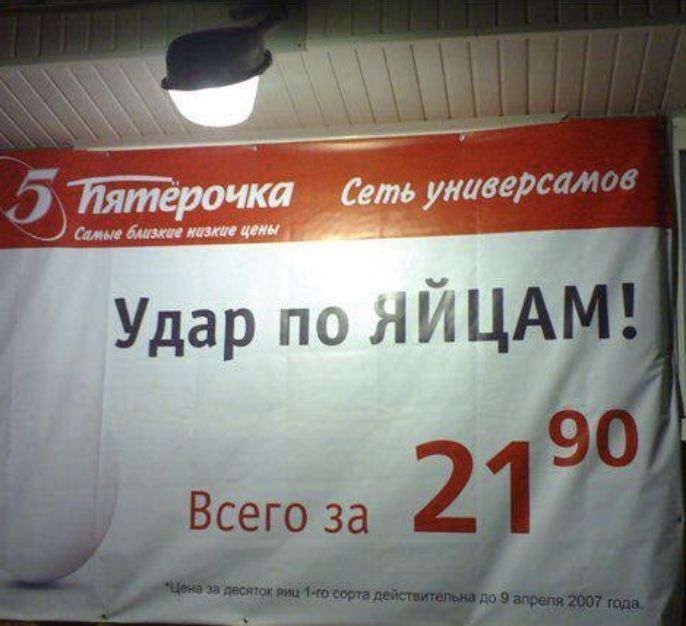 5 Пятёрочка Сеть универсамов
Самые близкие низкие цены
Удар по ЯЙЦАМ!
Всего за 21 90
*Цена за десяток яиц 1-го сорта действительна до 9 апреля 2007 года.